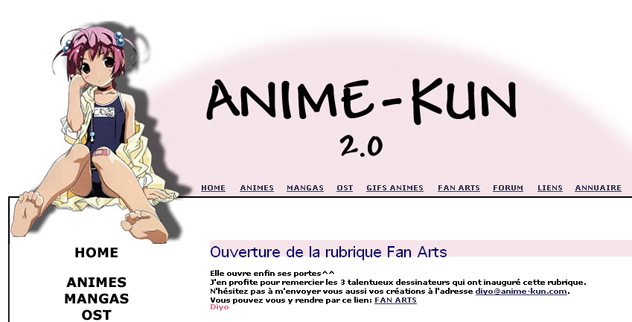 ANIME-KUN
2.0
HOME ANIMES MANGAS OST GIFS ANIMES FAN ARTS FORUM LIENS ANNUAIRE
HOME
ANIMES
MANGAS
OST
Ouverture de la rubrique Fan Arts
Elle ouvre enfin ses portes^^
J'en profite pour remercier les 3 talentueux dessinateurs qui ont inauguré cette rubrique.
N'hésitez pas à m'envoyer vous aussi vos créations à l'adresse diyo@anime-kun.com.
Vous pouvez vous y rendre par ce lien: FAN ARTS
Diyo